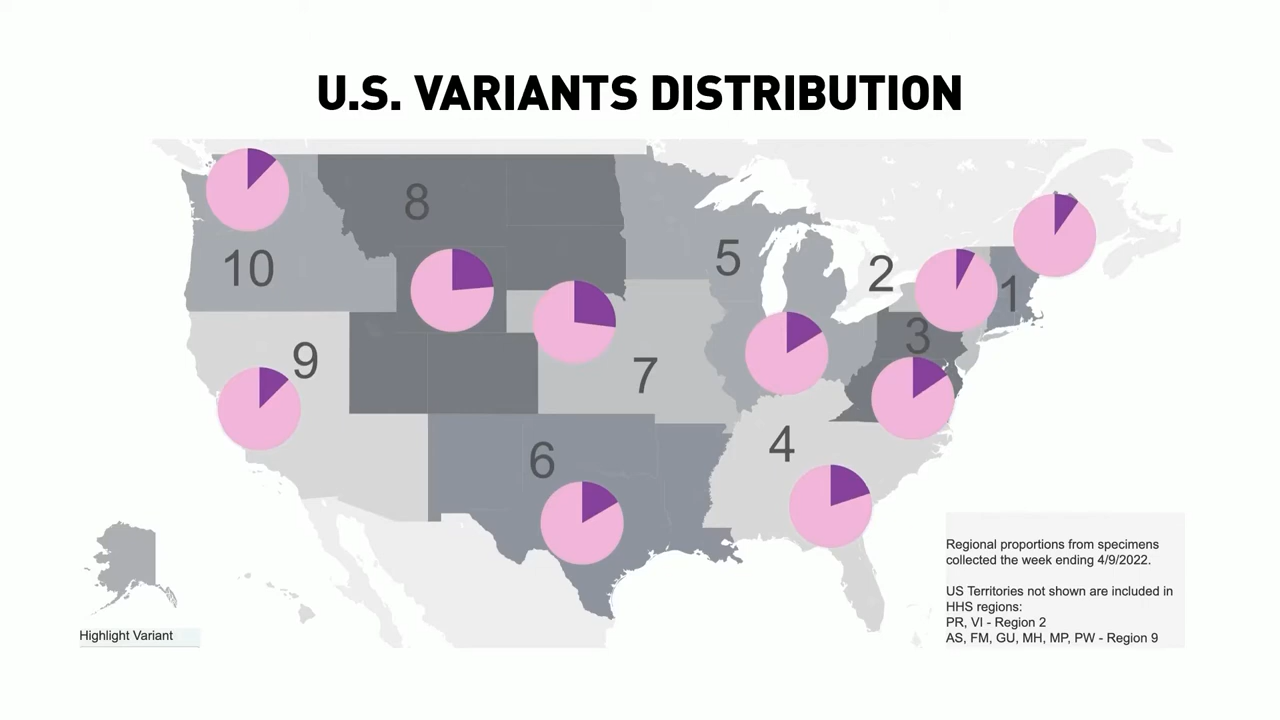 U.S. VARIANTS DISTRIBUTION
8
10
5
2
1
3
9
7
4
6
Regional proportions from specimens
collected the week ending 4/9/2022.
US Territories not shown are included in
HHS regions:
PR, VI - Region 2
AS, FM, GU, MH, MP, PW - Region 9
Highlight Variant